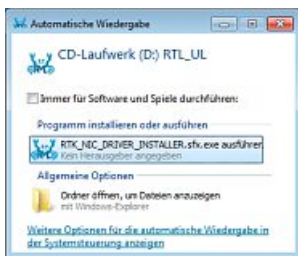 Automatische Wiedergabe
CD-Laufwerk (D:) RTL_UL
Immer für Software und Spiele durchführen:
Programm installieren oder ausführen
RTK_NIC_DRIVER_INSTALLER.sfx.exe ausführen
Kein Herausgeber angegeben
Allgemeine Optionen
Ordner öffnen, um Dateien anzuzeigen
mit Windows-Explorer
Weitere Optionen für die automatische Wiedergabe in
der Systemsteuerung anzeigen